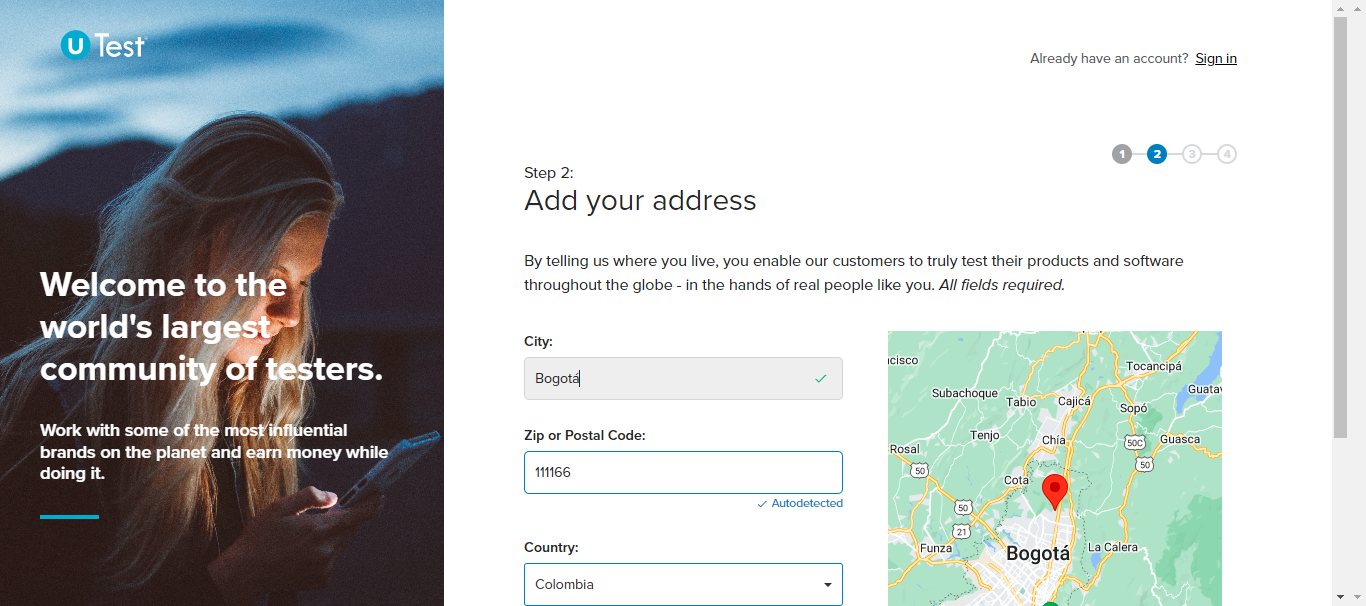 U Test
Already have an account? Sign in
1 2 3 4
Step 2:
Add your address
By telling us where you live, you enable our customers to truly test their products and software
throughout the globe - in the hands of real people like you. All fields required.
Welcome to the
world's largest
community of testers.
Work with some of the most influential
brands on the planet and earn money while
doing it.
City:
Bogotá
Zip or Postal Code:
111166
Autodetected
Country:
Colombia
ncisco
Tocancipá
Subachoque
Guatav
Tabio
Cajicá
Sopó
Tenjo
Chía
50C
Guasca
Rosal
50
50
Cota
50
21
Funza
Bogotá
La Calera